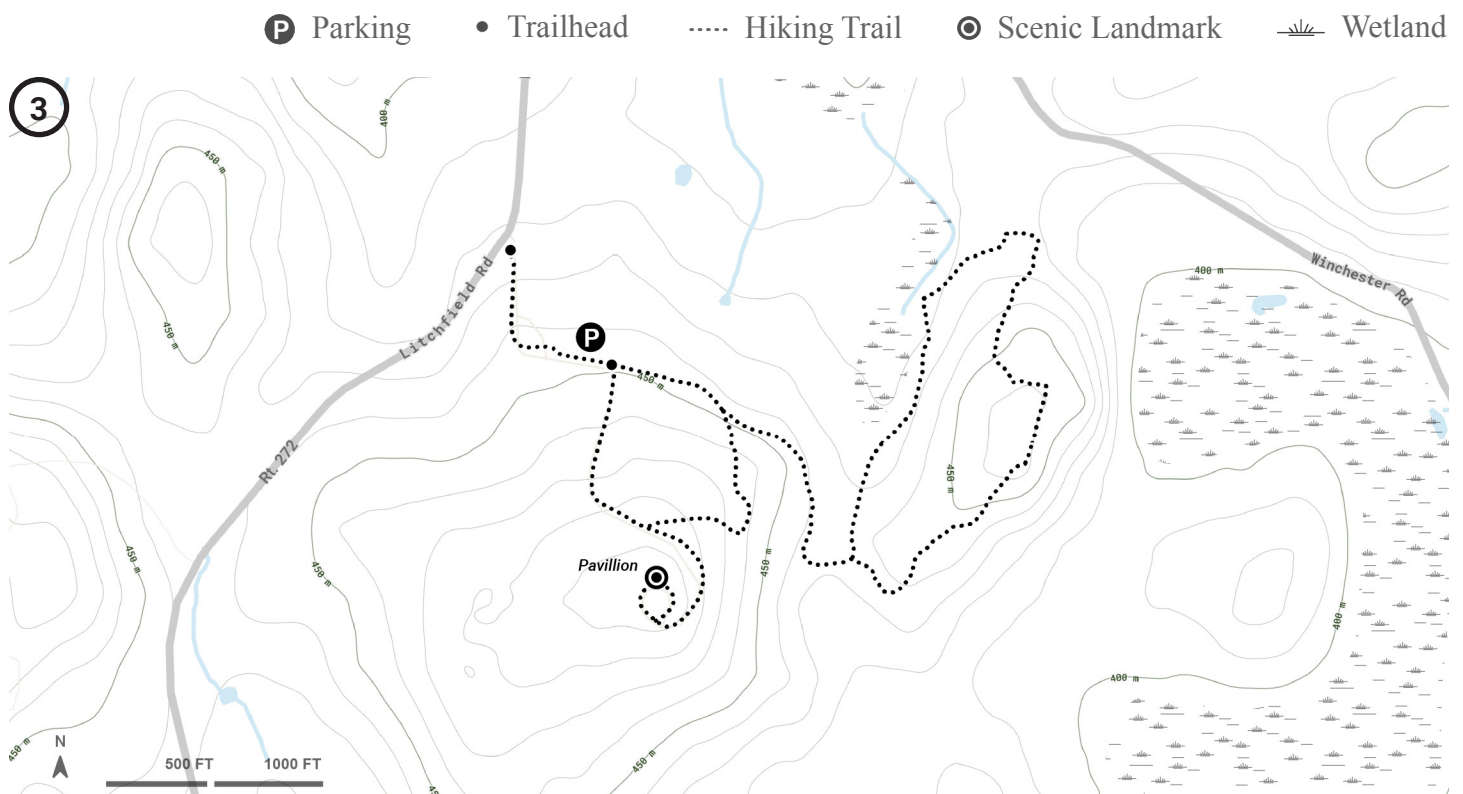 P Parking Trailhead Hiking Trail Scenic Landmark Wetland
3
400 m
450 m
450 m
Litchfield Rd
Winchester Rd
400 m
P
450 m
Rt 272
450 m
450 m
450 m
450 m
Pavillion
400 m
400 m
450 m
450 m
N
500 FT 1000 FT